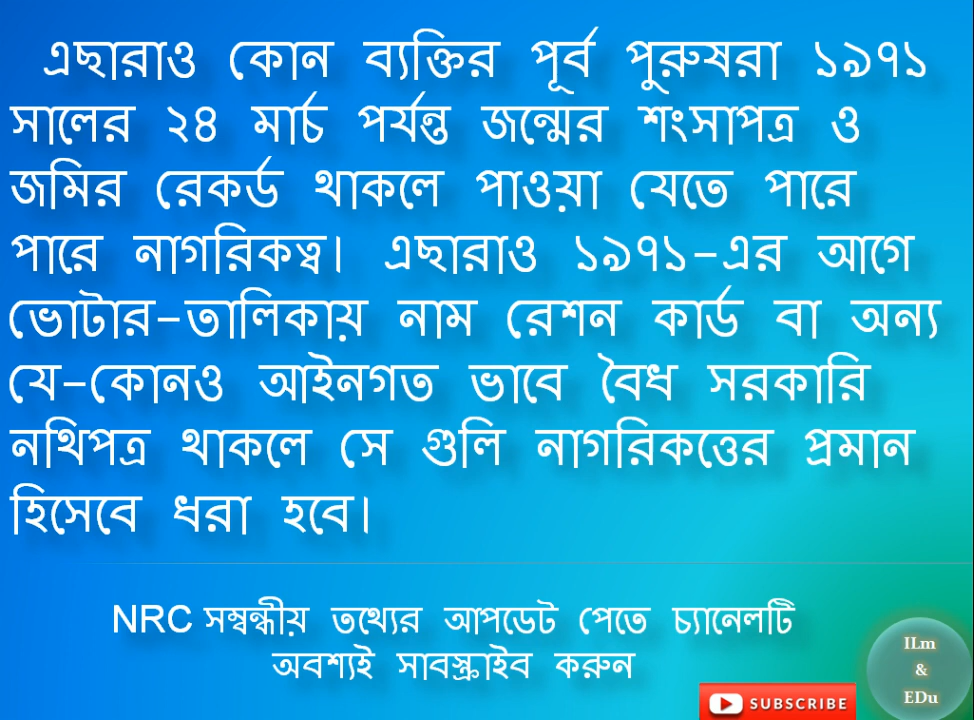 এছারাও কোন ব্যক্তির পূর্ব পুরুষরা ১৯৭১
সালের ২৪ মার্চ পর্যন্ত জন্মের শংসাপত্র ও
জমির রেকর্ড থাকলে পাওয়া যেতে পারে
পারে নাগরিকত্ব। এছারাও ১৯৭১-এর আগে
ভোটার-তালিকায় নাম রেশন কার্ড বা অন্য
যে-কোনও আইনগত ভাবে বৈধ সরকারি
নথিপত্র থাকলে সে গুলি নাগরিকত্তের প্রমান
হিসেবে ধরা হবে।
NRC সম্বন্ধীয় তথ্যের আপডেট পেতে চ্যানেলটি
অবশ্যই সাবস্ক্রাইব করুন
SUBSCRIBE
ILm
&
EDu